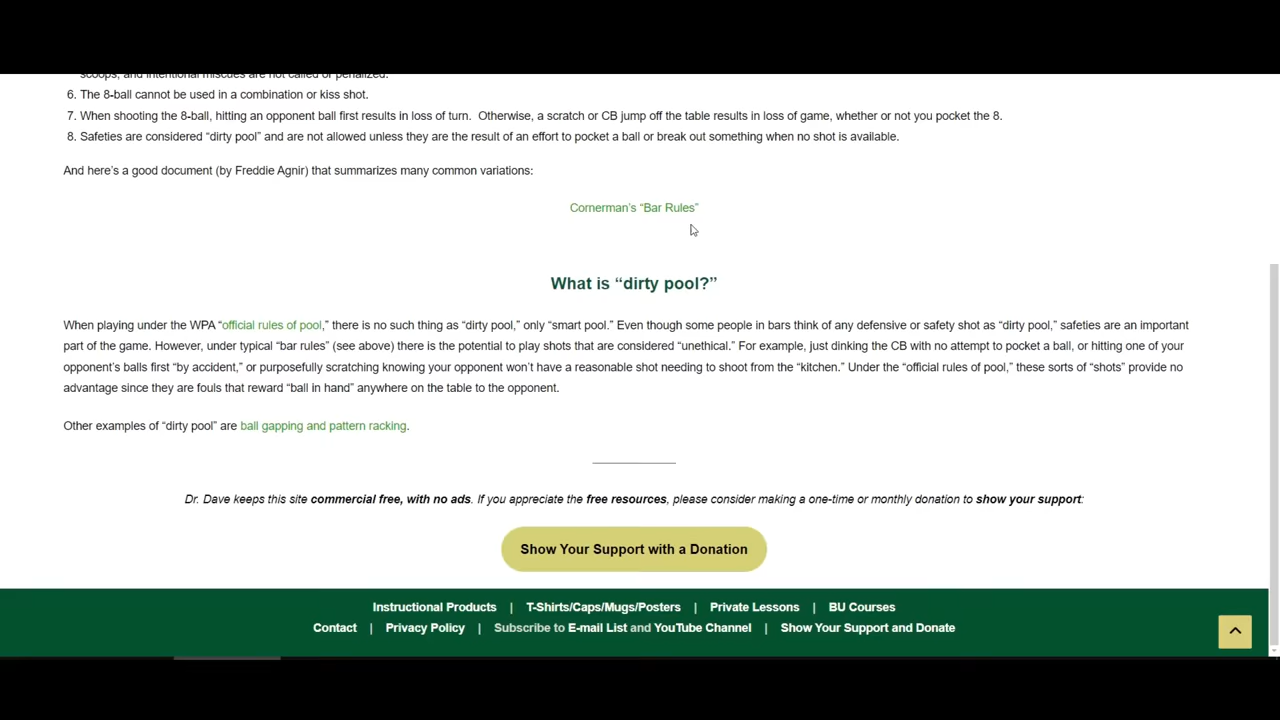 scoops, and intentional miscues are not called or penalized.
6. The 8-ball cannot be used in a combination or kiss shot.
7. When shooting the 8-ball, hitting an opponent ball first results in loss of turn.  Otherwise, a scratch or CB jump off the table results in loss of game, whether or not you pocket the 8.
8. Safeties are considered “dirty pool” and are not allowed unless they are the result of an effort to pocket a ball or break out something when no shot is available.
And here’s a good document (by Freddie Agnir) that summarizes many common variations:
Cornerman’s “Bar Rules”
What is “dirty pool?”
When playing under the WPA “official rules of pool,” there is no such thing as “dirty pool,” only “smart pool.” Even though some people in bars think of any defensive or safety shot as “dirty pool,” safeties are an important
part of the game. However, under typical “bar rules” (see above) there is the potential to play shots that are considered “unethical.” For example, just dinking the CB with no attempt to pocket a ball, or hitting one of your
opponent’s balls first “by accident,” or purposefully scratching knowing your opponent won’t have a reasonable shot needing to shoot from the “kitchen.” Under the “official rules of pool,” these sorts of “shots” provide no
advantage since they are fouls that reward “ball in hand” anywhere on the table to the opponent.
Other examples of “dirty pool” are ball gapping and pattern racking.
Dr. Dave keeps this site commercial free, with no ads. If you appreciate the free resources, please consider making a one-time or monthly donation to show your support:
Show Your Support with a Donation
Instructional Products | T-Shirts/Caps/Mugs/Posters | Private Lessons | BU Courses
Contact | Privacy Policy | Subscribe to E-mail List and YouTube Channel | Show Your Support and Donate